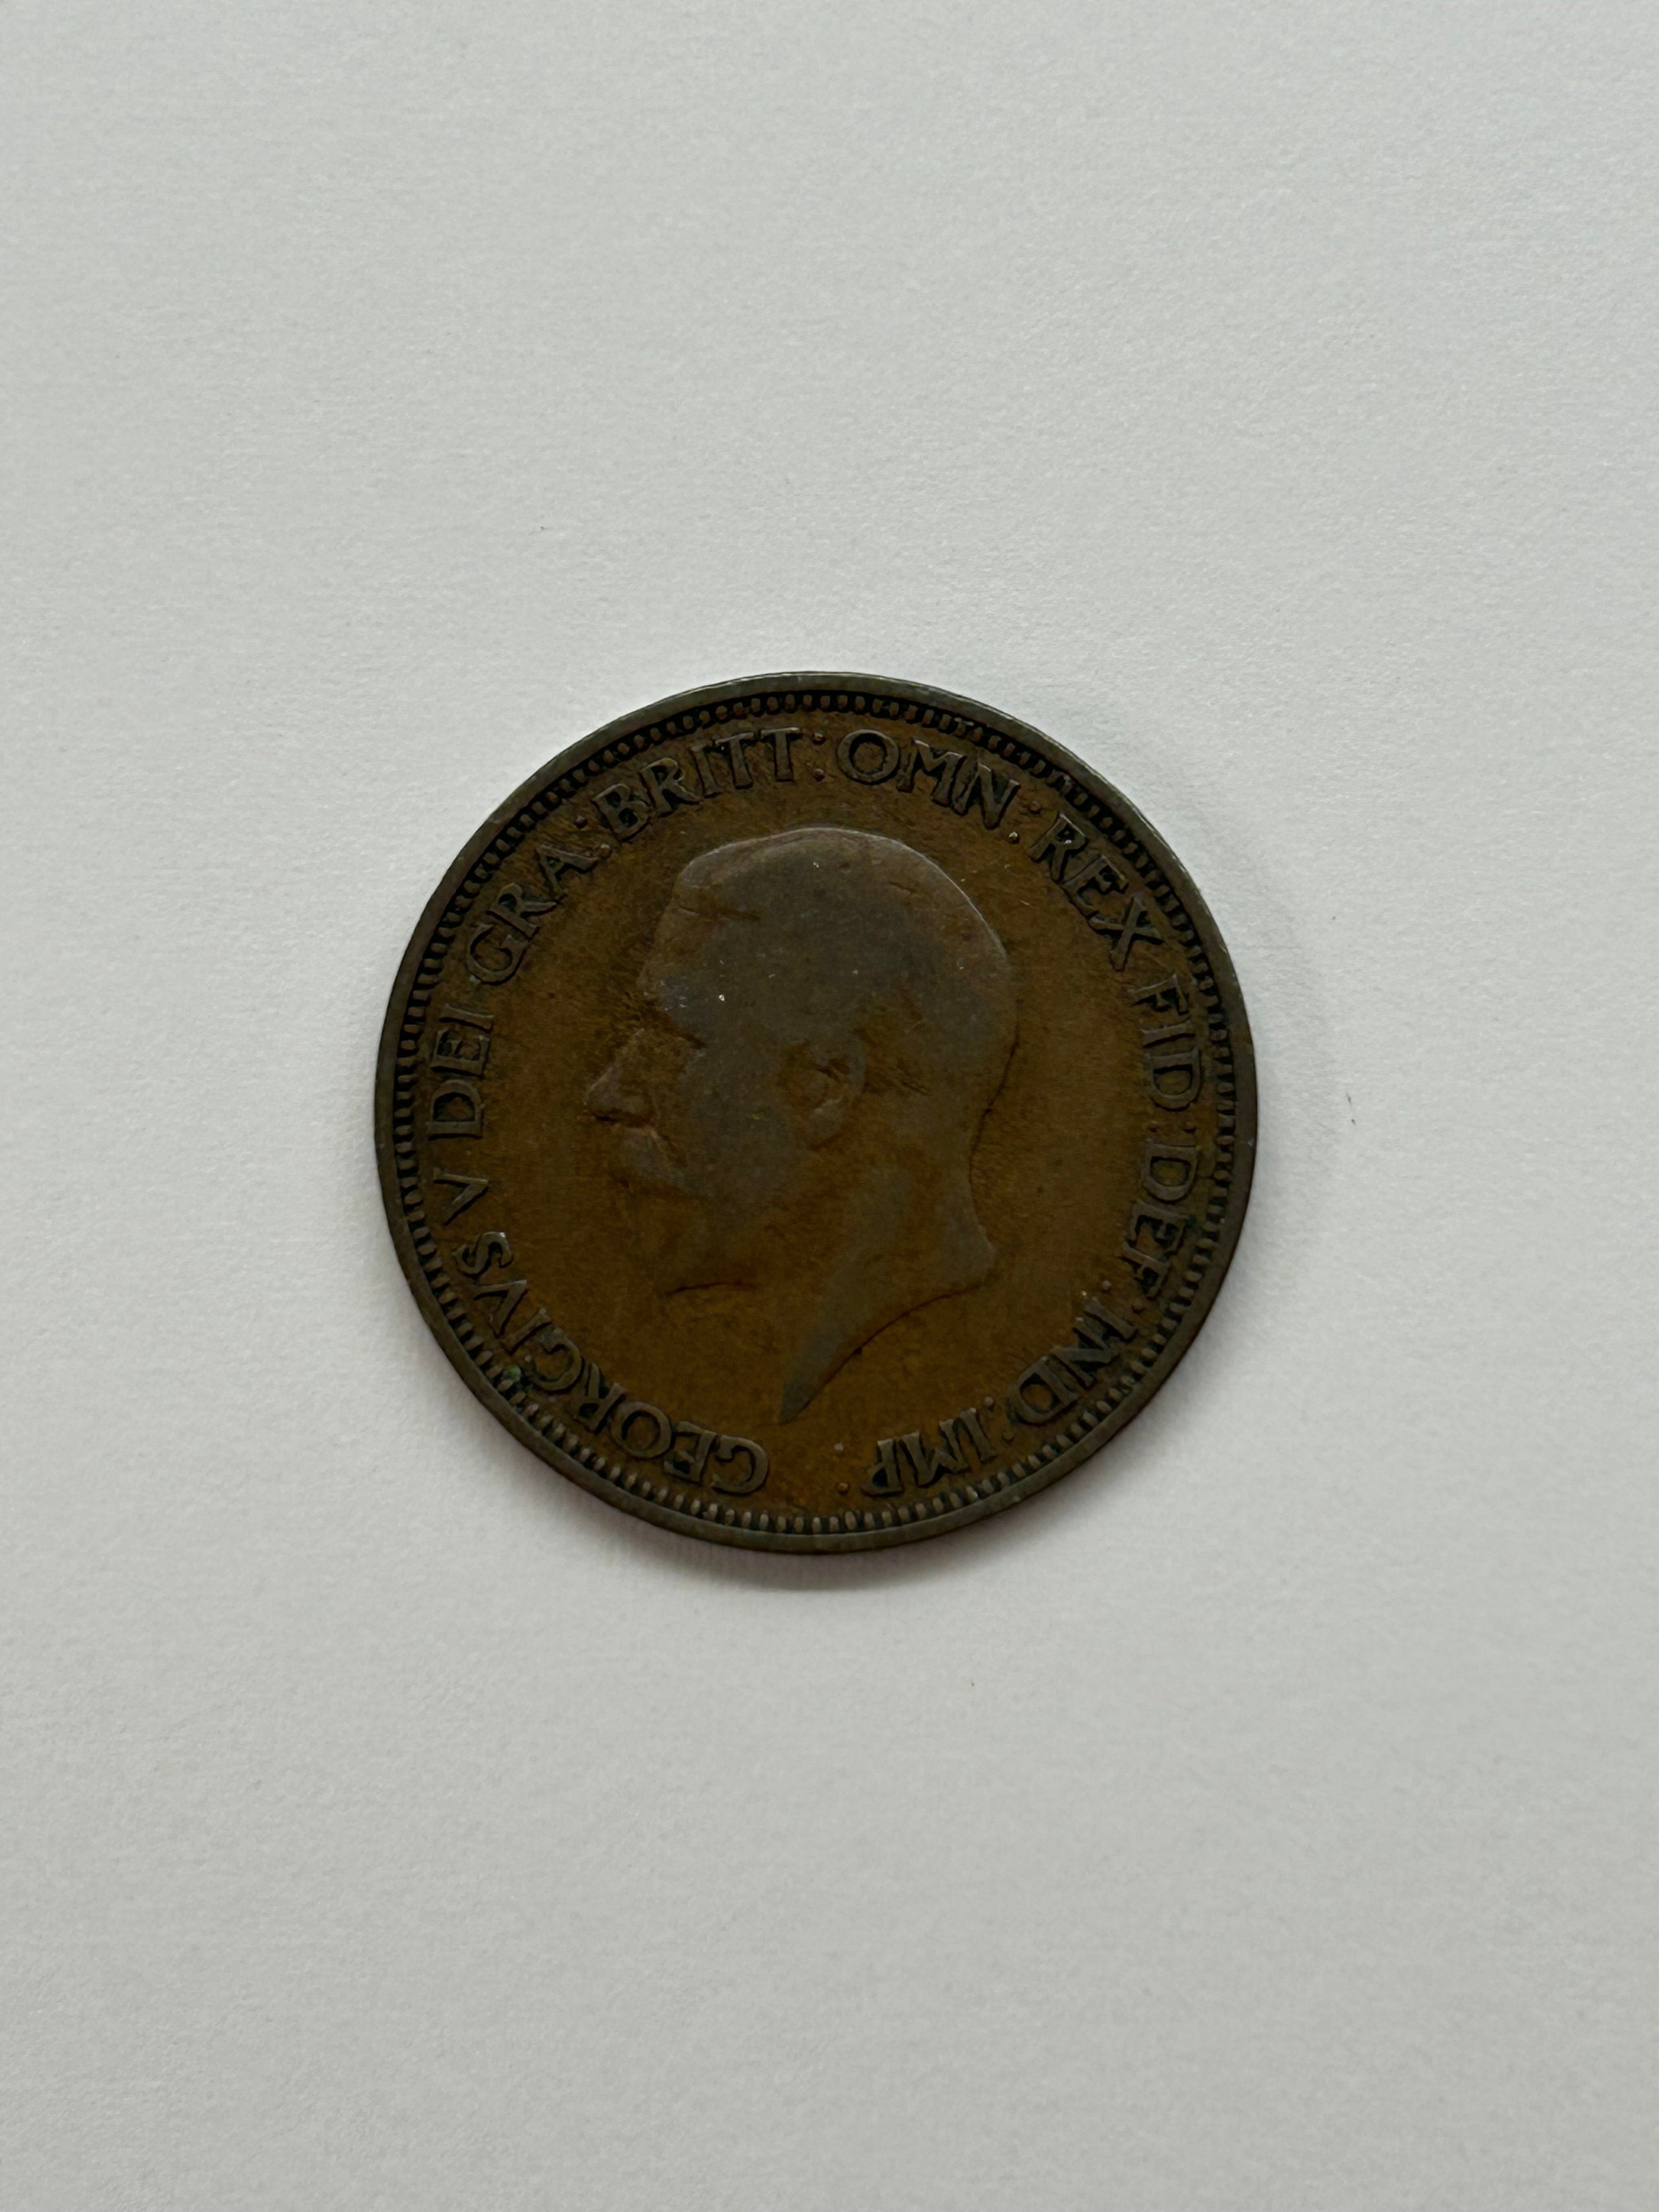 GEORGIVS V DEI GRA: BRITT: OMN: REX FID: DEF: IND: IMP: